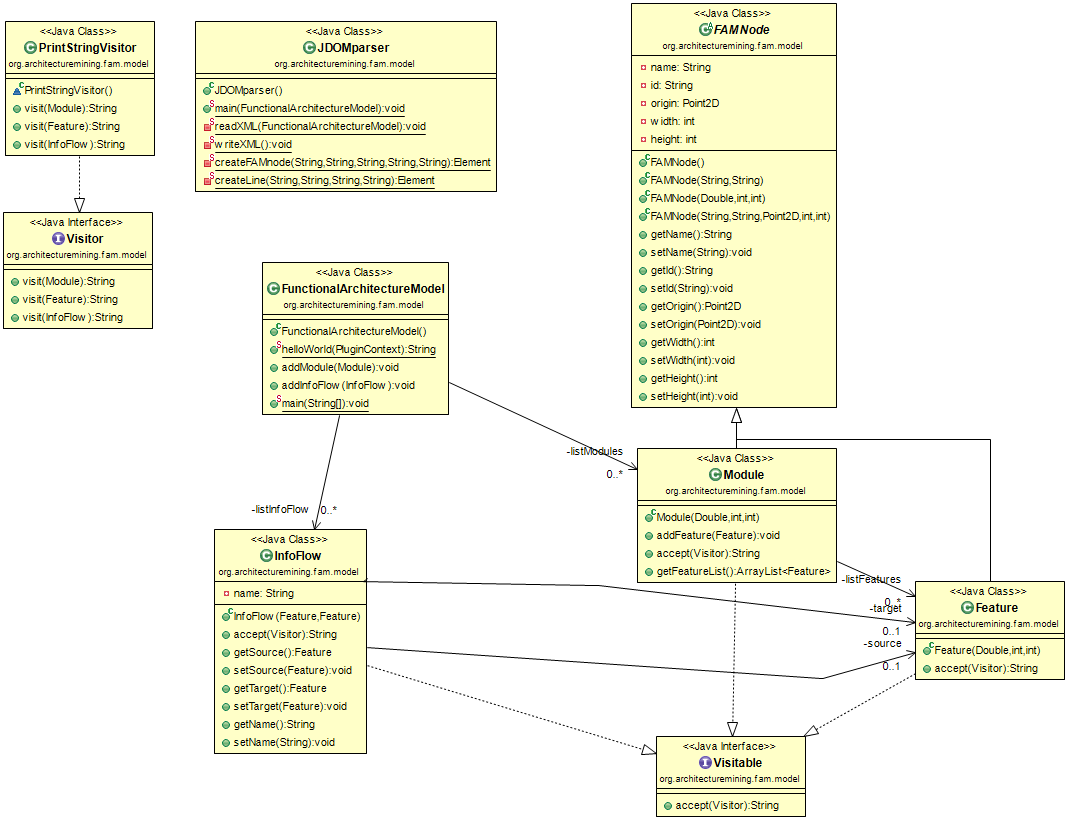 <<Java Class>>
PrintStringVisitor
org.architecturemining.fam.model
PrintStringVisitor()
visit(Module):String
visit(Feature):String
visit(InfoFlow):String
<<Java Interface>>
Visitor
org.architecturemining.fam.model
visit(Module):String
visit(Feature):String
visit(InfoFlow):String
<<Java Class>>
JDOMparser
org.architecturemining.fam.model
JDOMparser()
main(FunctionalArchitectureModel):void
readXML(FunctionalArchitectureModel):void
writeXML():void
createFAMnode(String,String,String,String,String):Element
createLine(String,String,String,String):Element
<<Java Class>>
FunctionalArchitectureModel
org.architecturemining.fam.model
FunctionalArchitectureModel()
helloWorld(PluginContext):String
addModule(Module):void
addInfoFlow(InfoFlow):void
main(String[]):void
<<Java Class>>
FAMNode
org.architecturemining.fam.model
name: String
id: String
origin: Point2D
width: int
height: int
FAMNode()
FAMNode(String,String)
FAMNode(Double,int,int)
FAMNode(String,String,Point2D,int,int)
getName():String
setName(String):void
getId():String
setId(String):void
getOrigin():Point2D
setOrigin(Point2D):void
getWidth():int
setWidth(int):void
getHeight():int
setHeight(int):void
-listModules
0..*
-listInfoFlow
0..*
<<Java Class>>
Module
org.architecturemining.fam.model
Module(Double,int,int)
addFeature(Feature):void
accept(Visitor):String
getFeatureList():ArrayList<Feature>
<<Java Class>>
InfoFlow
org.architecturemining.fam.model
name: String
InfoFlow(Feature,Feature)
accept(Visitor):String
getSource():Feature
setSource(Feature):void
getTarget():Feature
setTarget(Feature):void
getName():String
setName(String):void
-listFeatures
0..*
-target
0..1
-source
0..1
<<Java Class>>
Feature
org.architecturemining.fam.model
Feature(Double,int,int)
accept(Visitor):String
<<Java Interface>>
Visitable
org.architecturemining.fam.model
accept(Visitor):String